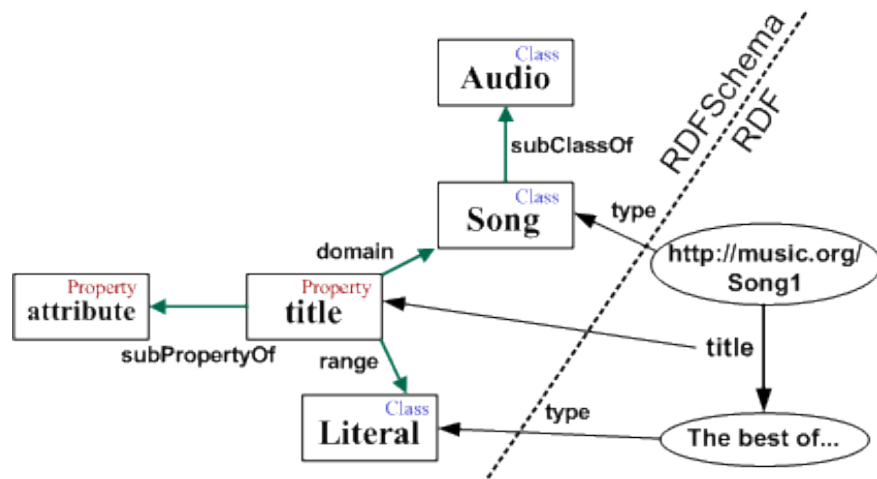 Class
Audio
RDFSchema
RDF
subClassOf
Class
Song
type
domain
http://music.org/
Song1
Property
attribute
Property
title
subPropertyOf
range
title
Class
Literal
type
The best of...